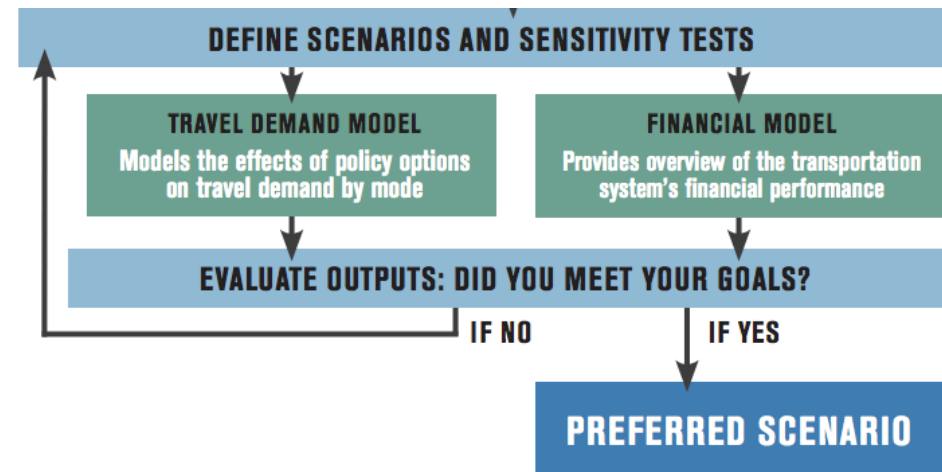 DEFINE SCENARIOS AND SENSITIVITY TESTS
TRAVEL DEMAND MODEL
Models the effects of policy options
on travel demand by mode
FINANCIAL MODEL
Provides overview of the transportation
system's financial performance
EVALUATE OUTPUTS: DID YOU MEET YOUR GOALS?
IF NO
IF YES
PREFERRED SCENARIO